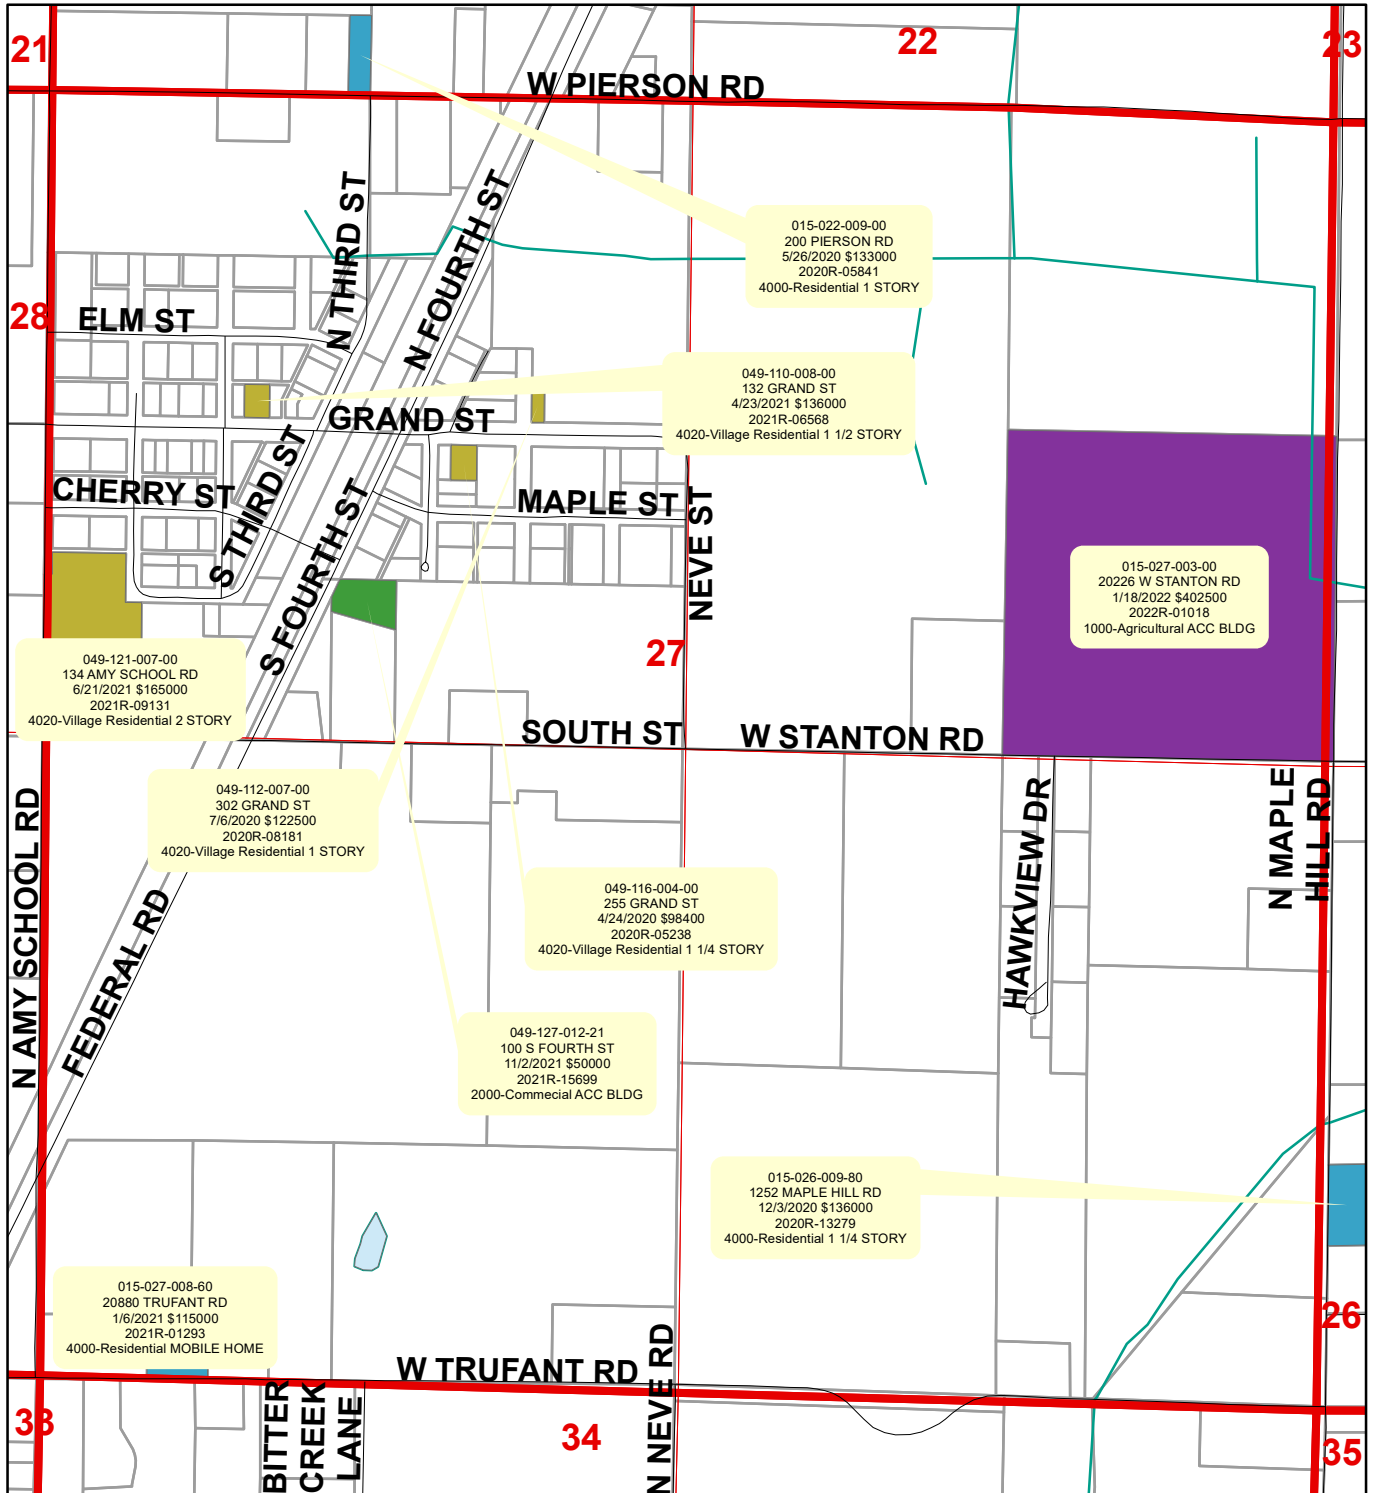 21
22
23
W PIERSON RD
N THIRD ST
N FOURTH ST
015-022-009-00
200 PIERSON RD
5/26/2020 $133000
2020R-05841
4000-Residential 1 STORY
28
ELM ST
049-110-008-00
132 GRAND ST
4/23/2021 $136000
2021R-06568
4020-Village Residential 1 1/2 STORY
GRAND ST
CHERRY ST
S THIRD ST
S FOURTH ST
MAPLE ST
NEVE ST
015-027-003-00
20226 W STANTON RD
1/18/2022 $402500
2022R-01018
1000-Agricultural ACC BLDG
27
049-121-007-00
134 AMY SCHOOL RD
6/21/2021 $165000
2021R-09131
4020-Village Residential 2 STORY
SOUTH ST
W STANTON RD
049-112-007-00
302 GRAND ST
7/6/2020 $122500
2020R-08181
4020-Village Residential 1 STORY
N AMY SCHOOL RD
FEDERAL RD
HAWKVIEW DR
N MAPLE
HILL RD
049-116-004-00
255 GRAND ST
4/24/2020 $98400
2020R-05238
4020-Village Residential 1 1/4 STORY
049-127-012-21
100 S FOURTH ST
11/2/2021 $50000
2021R-15699
2000-Commecial ACC BLDG
015-026-009-80
1252 MAPLE HILL RD
12/3/2020 $136000
2020R-13279
4000-Residential 1 1/4 STORY
015-027-008-60
20880 TRUFANT RD
1/6/2021 $115000
2021R-01293
4000-Residential MOBILE HOME
26
W TRUFANT RD
N NEVE RD
33
BITTER
CREEK
LANE
34
35